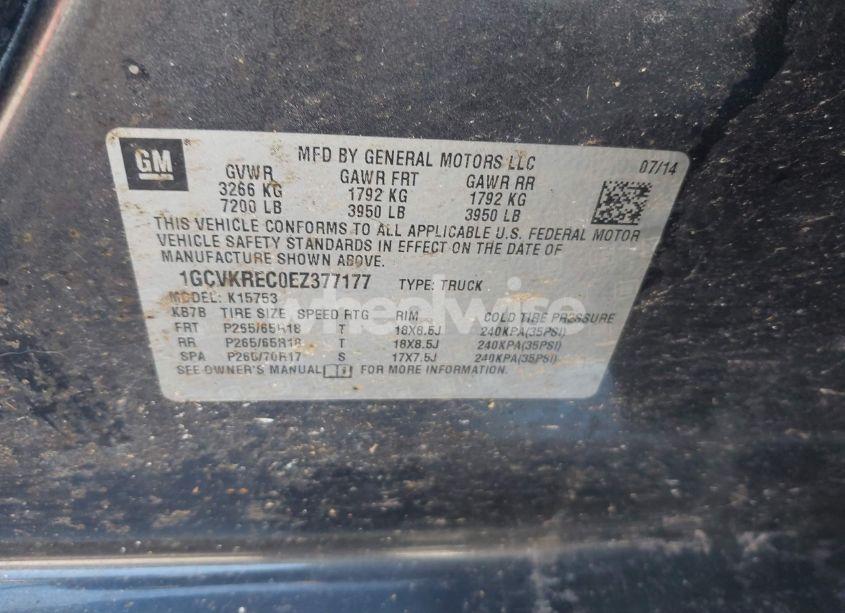 GM
MFD BY GENERAL MOTORS LLC
07/14
GVWR GAWR FRT GAWR RR
3266 KG 1792 KG 1792 KG
7200 LB 3950 LB 3950 LB
THIS VEHICLE CONFORMS TO ALL APPLICABLE U.S. FEDERAL MOTOR
VEHICLE SAFETY STANDARDS IN EFFECT ON THE DATE OF
MANUFACTURE SHOWN ABOVE.
1GCVKREC0EZ377177 TYPE: TRUCK
MODEL: K15753
wheelwise
KB7B TIRE SIZE SPEED RTG RIM COLD TIRE PRESSURE
FRT P265/65R18 T 18X8.5J 240KPA(35PSI)
RR P265/65R18 T 18X8.5J 240KPA(35PSI)
SPA P265/70R17 S 17X7.5J 240KPA(35PSI)
SEE OWNER'S MANUAL FOR MORE INFORMATION.